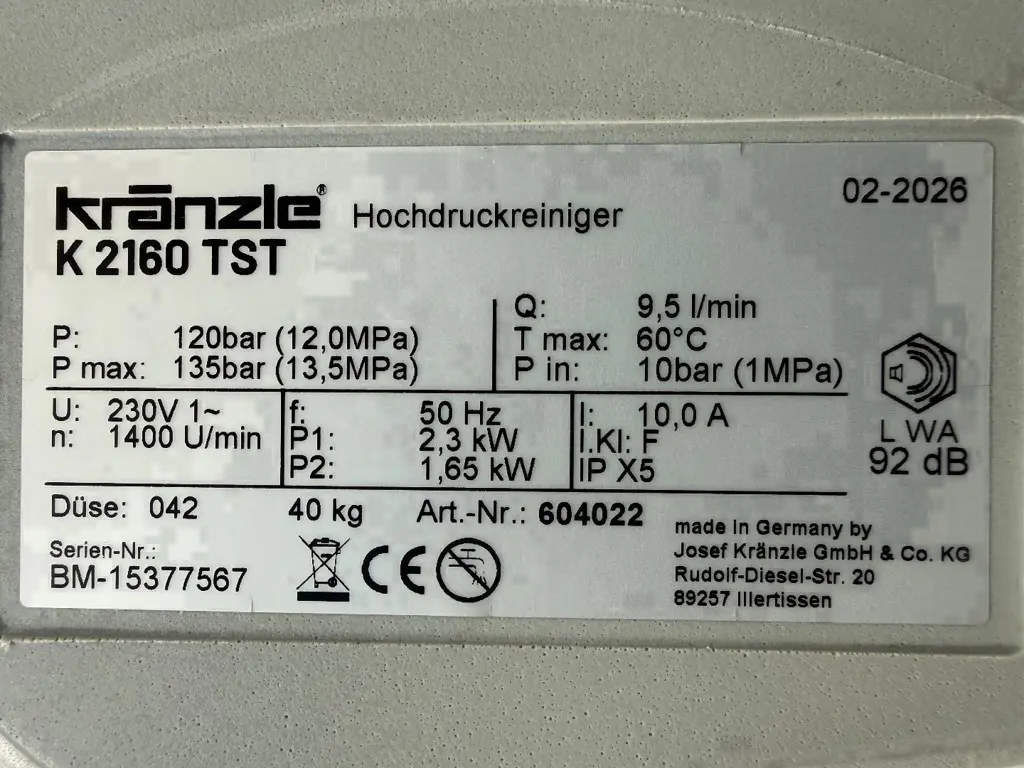 kränzle® Hochdruckreiniger 02-2026
K 2160 TST
P: 120bar (12,0MPa)
P max: 135bar (13,5MPa)
Q: 9,5 l/min
T max: 60°C
P in: 10bar (1MPa)
U: 230V 1~
n: 1400 U/min
f: 50 Hz
P1: 2,3 kW
P2: 1,65 kW
I: 10,0 A
I.Kl: F
IP X5
L WA
92 dB
Düse: 042 40 kg Art.-Nr.: 604022
Serien-Nr.:
BM-15377567
CE
made in Germany by
Josef Kränzle GmbH & Co. KG
Rudolf-Diesel-Str. 20
89257 Illertissen